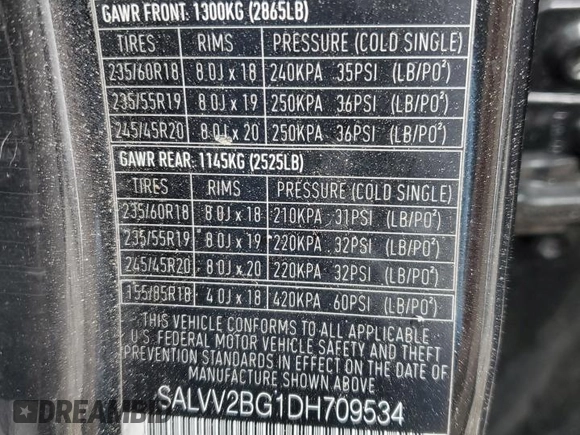 GAWR FRONT: 1300KG (2865LB)
TIRES RIMS PRESSURE (COLD SINGLE)
235/60R18 8.0J x 18 240KPA 35PSI (LB/PO²)
235/55R19 8.0J x 19 250KPA 36PSI (LB/PO²)
245/45R20 8.0J x 20 250KPA 36PSI (LB/PO²)
GAWR REAR: 1145KG (2525LB)
TIRES RIMS PRESSURE (COLD SINGLE)
235/60R18 8.0J x 18 210KPA 31PSI (LB/PO²)
235/55R19 8.0J x 19 220KPA 32PSI (LB/PO²)
245/45R20 8.0J x 20 220KPA 32PSI (LB/PO²)
155/85R18 4.0J x 18 420KPA 60PSI (LB/PO²)
THIS VEHICLE CONFORMS TO ALL APPLICABLE
U.S. FEDERAL MOTOR VEHICLE SAFETY AND THEFT
PREVENTION STANDARDS IN EFFECT ON THE DATE
OF MANUFACTURE SHOWN ABOVE
SALVV2BG1DH709534
DID IT EVER CRASH?